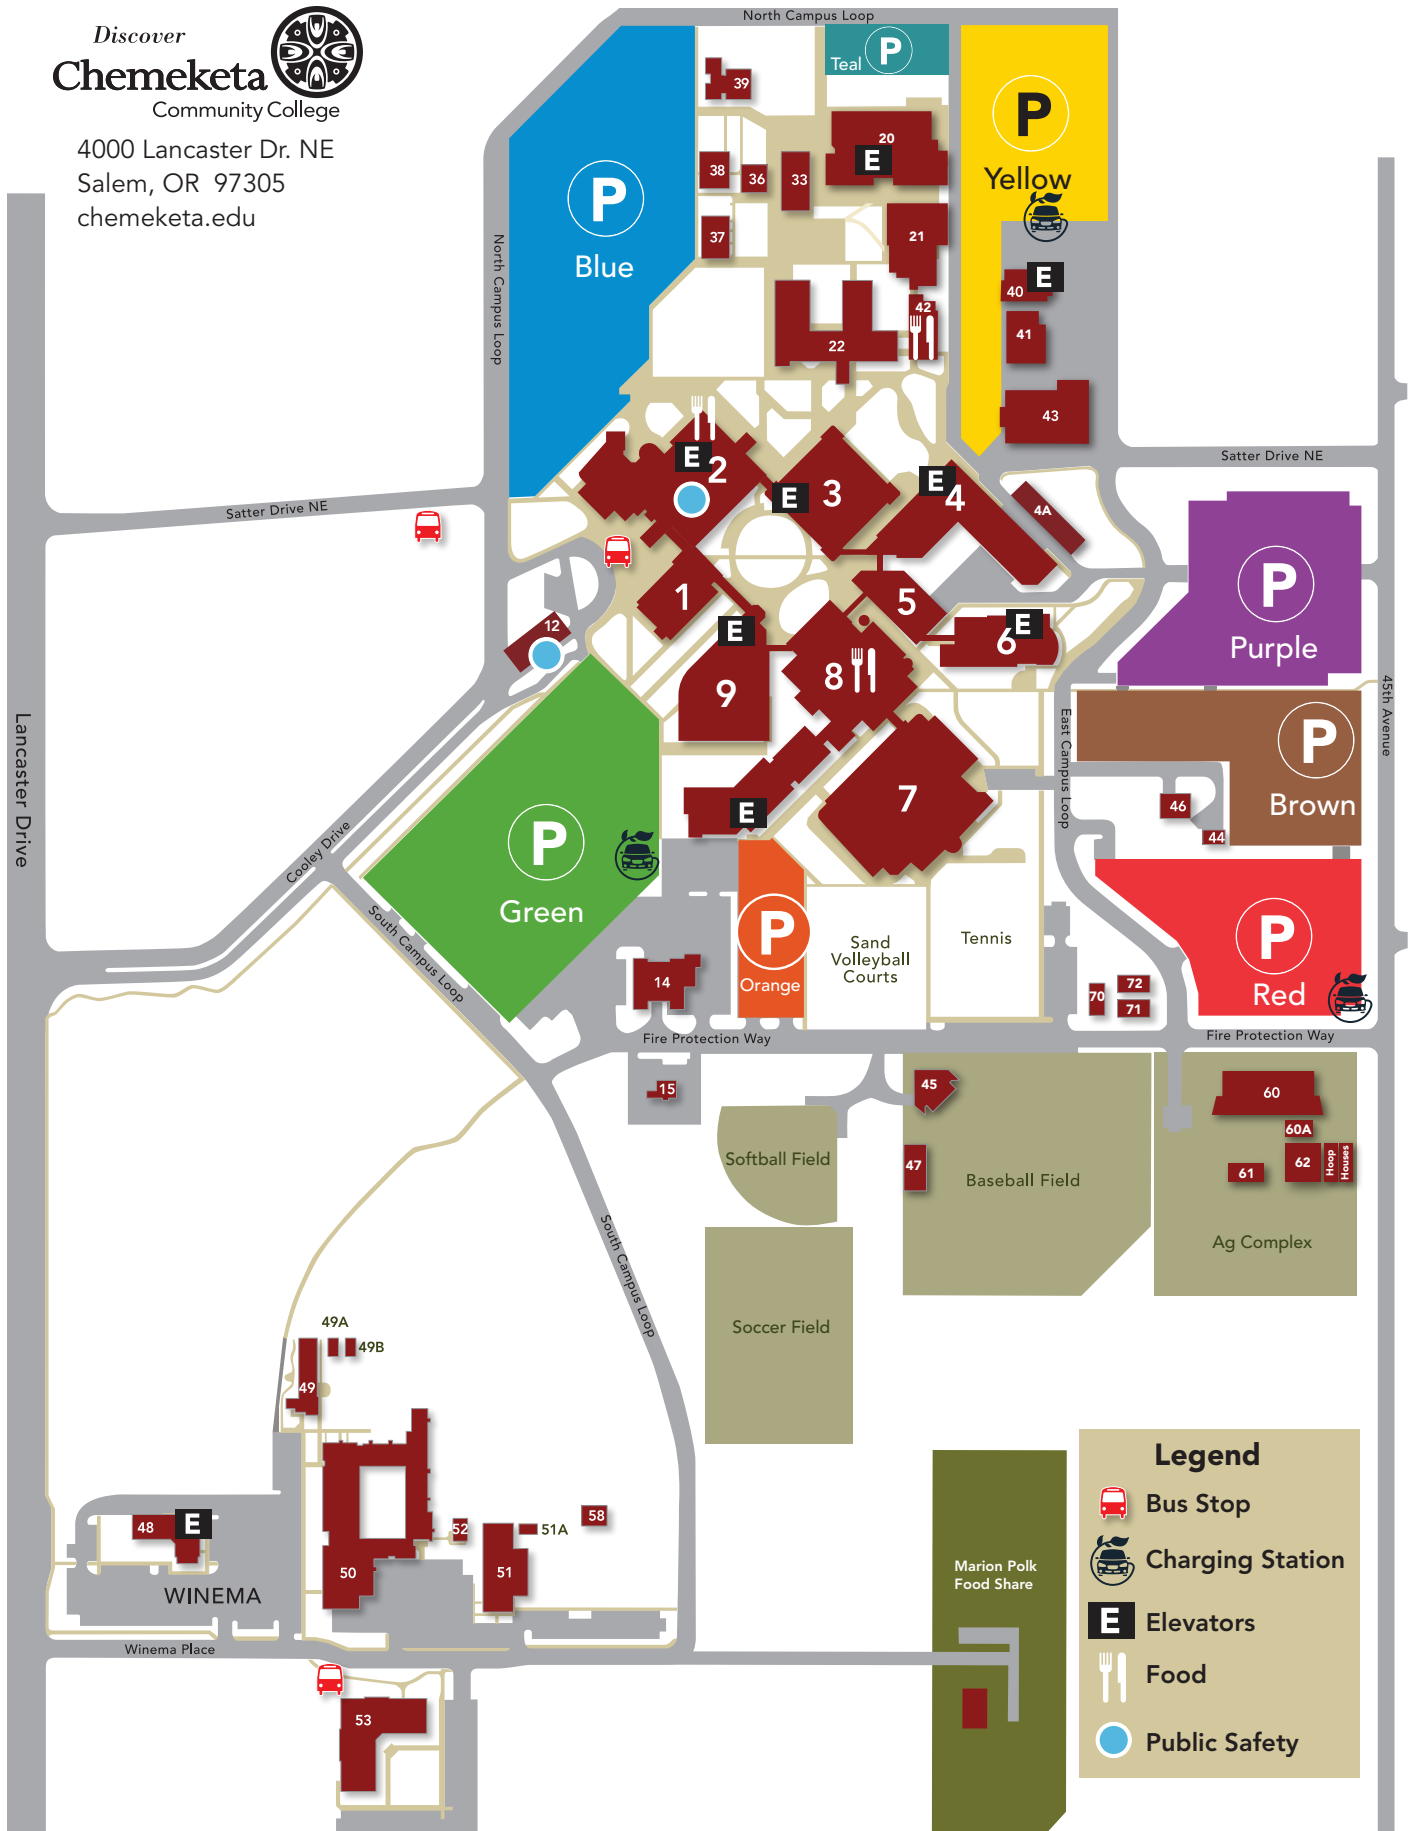 Discover
Chemeketa
Community College
4000 Lancaster Dr. NE
Salem, OR 97305
chemeketa.edu
North Campus Loop
P
Teal
P
Yellow
P
Blue
North Campus Loop
39
38
36
33
37
20
E
21
42
22
40
E
41
43
Satter Drive NE
Satter Drive NE
E
2
E
3
E
4
4A
1
5
6
E
12
E
9
8
7
E
P
Purple
P
Brown
45th Avenue
East Campus Loop
46
44
P
Red
Lancaster Drive
Cooley Drive
P
Green
South Campus Loop
P
Orange
Sand
Volleyball
Courts
Tennis
14
70
72
71
Fire Protection Way
Fire Protection Way
15
45
47
Softball Field
Baseball Field
60
60A
61
62
Hoop
Houses
Ag Complex
Soccer Field
South Campus Loop
49A
49B
49
48
E
WINEMA
50
52
51
51A
58
Winema Place
53
Marion Polk
Food Share
Legend
Bus Stop
Charging Station
E
Elevators
Food
Public Safety